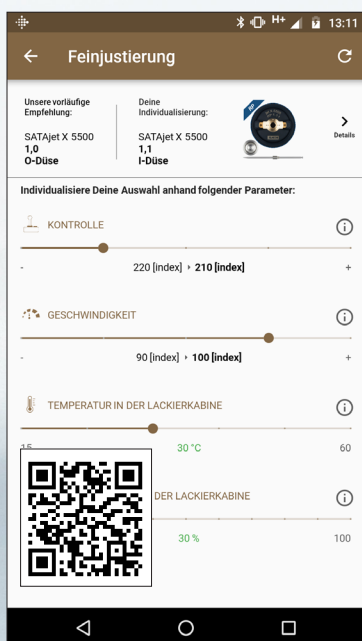 H+ 13:11
Feinjustierung
Unsere vorläufige
Empfehlung:
SATAjet X 5500
1,0
O-Düse
Deine
Individualisierung:
SATAjet X 5500
1,1
I-Düse
RP
Details
Individualisiere Deine Auswahl anhand folgender Parameter:
KONTROLLE
- 220 [index] ‣ 210 [index] +
GESCHWINDIGKEIT
- 90 [index] ‣ 100 [index] +
TEMPERATUR IN DER LACKIERKABINE
15 30 °C 60
DER LACKIERKABINE
30 % 100